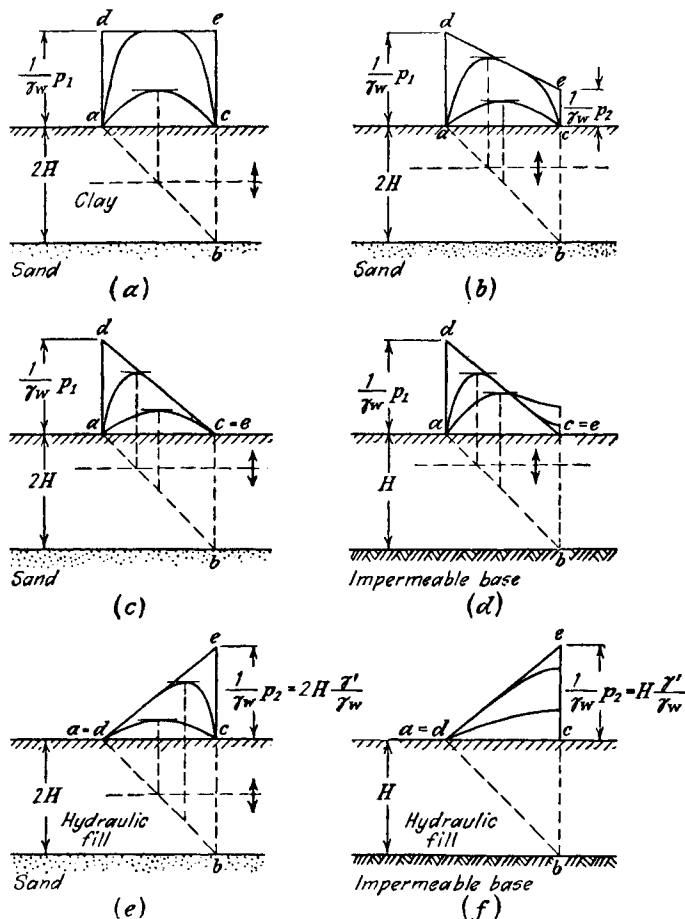 d e
1/γw p1
a c
2H
Clay
Sand
b
(a)
d
1/γw p1
e
1/γw p2
a c
2H
Sand
b
(b)
d
1/γw p1
a c = e
2H
Sand
b
(c)
d
1/γw p1
a c = e
H
Impermeable base
b
(d)
e
1/γw p2 = 2H γ'/γw
a = d c
2H
Hydraulic
fill
Sand
b
(e)
e
1/γw p2 = H γ'/γw
a = d c
H
Hydraulic
fill
Impermeable base
b
(f)